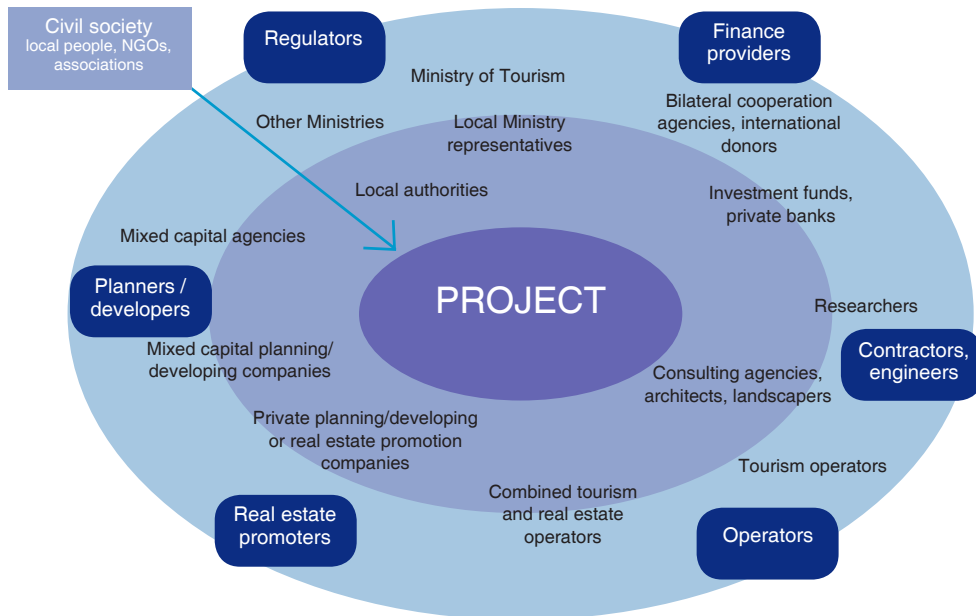 Civil society
local people, NGOs,
associations
Regulators
Finance
providers
Ministry of Tourism
Bilateral cooperation
agencies, international
donors
Other Ministries
Local Ministry
representatives
Local authorities
Investment funds,
private banks
Mixed capital agencies
Planners /
developers
PROJECT
Researchers
Mixed capital planning/
developing companies
Contractors,
engineers
Consulting agencies,
architects, landscapers
Private planning/developing
or real estate promotion
companies
Tourism operators
Combined tourism
and real estate
operators
Real estate
promoters
Operators